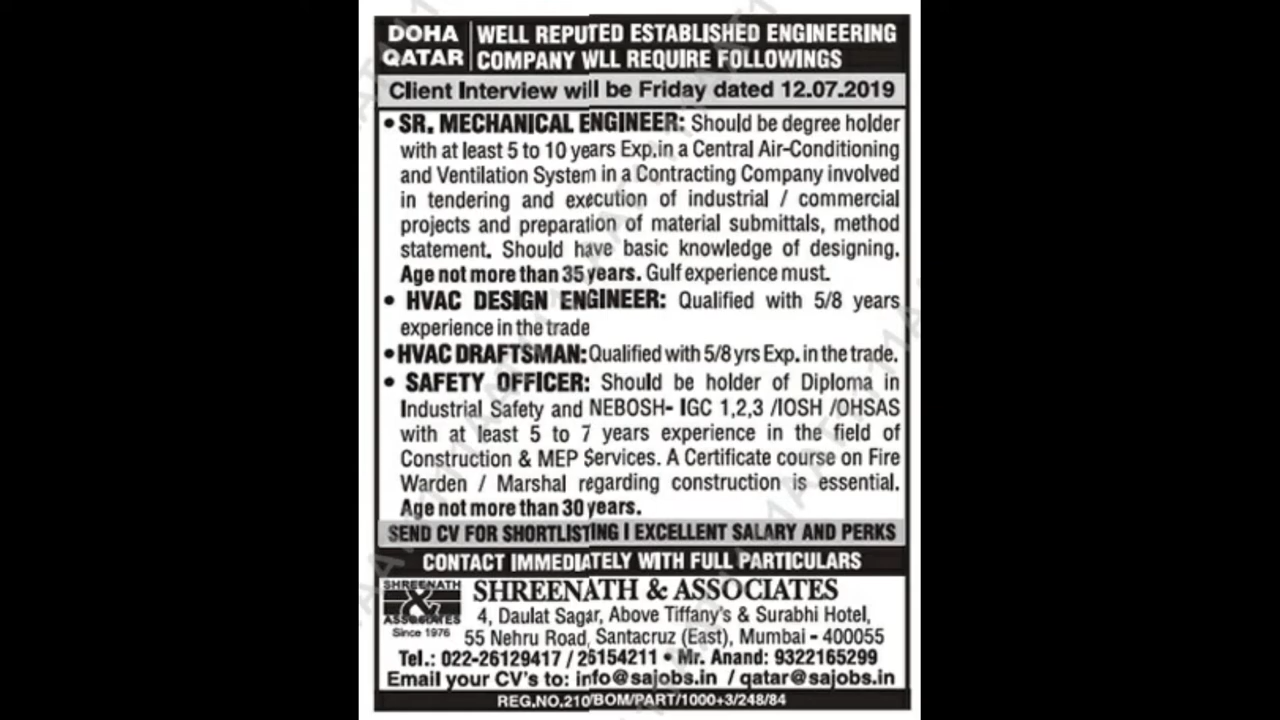 DOHA QATAR
WELL REPUTED ESTABLISHED ENGINEERING
COMPANY WLL REQUIRE FOLLOWINGS
Client Interview will be Friday dated 12.07.2019
• SR. MECHANICAL ENGINEER: Should be degree holder
with at least 5 to 10 years Exp.in a Central Air-Conditioning
and Ventilation System in a Contracting Company involved
in tendering and execution of industrial / commercial
projects and preparation of material submittals, method
statement. Should have basic knowledge of designing.
Age not more than 35 years. Gulf experience must.
• HVAC DESIGN ENGINEER: Qualified with 5/8 years
experience in the trade
• HVAC DRAFTSMAN: Qualified with 5/8 yrs Exp. in the trade.
• SAFETY OFFICER: Should be holder of Diploma in
Industrial Safety and NEBOSH- IGC 1,2,3 /IOSH /OHSAS
with at least 5 to 7 years experience in the field of
Construction & MEP Services. A Certificate course on Fire
Warden / Marshal regarding construction is essential.
Age not more than 30 years.
SEND CV FOR SHORTLISTING I EXCELLENT SALARY AND PERKS
CONTACT IMMEDIATELY WITH FULL PARTICULARS
SHREENATH
&
ASSOCIATES
Since 1976
SHREENATH & ASSOCIATES
4, Daulat Sagar, Above Tiffany's & Surabhi Hotel,
55 Nehru Road, Santacruz (East), Mumbai - 400055
Tel.: 022-26129417 / 26154211 • Mr. Anand: 9322165299
Email your CV's to: info@sajobs.in / qatar@sajobs.in
REG.NO.210/BOM/PART/1000+3/248/84